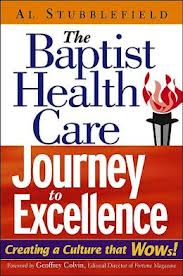 AL STUBBLEFIELD
The
Baptist
Health
Care
Journey
to
Excellence
Creating a Culture that WOWs!
Foreword by Geoffrey Colvin, Editorial Director of Fortune Magazine